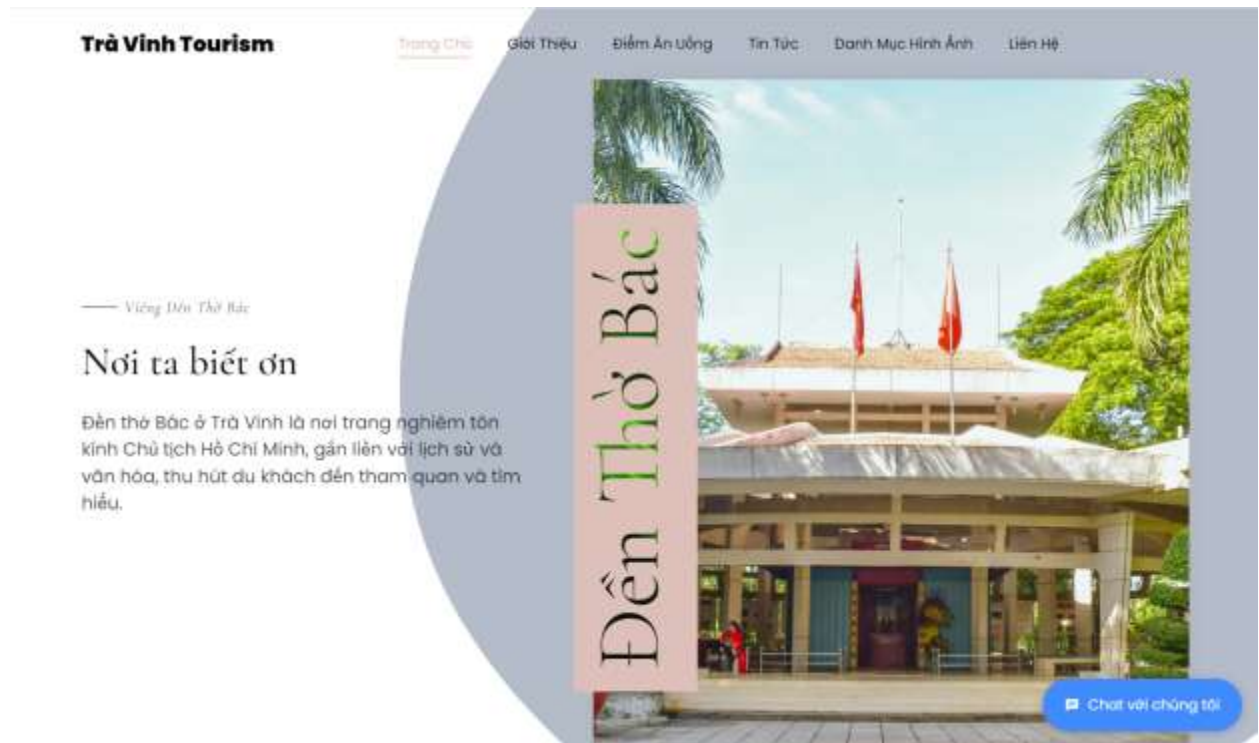 Trà Vinh Tourism
Trang Chủ Giới Thiệu Điểm Ăn Uống Tin Tức Danh Mục Hình Ảnh Liên Hệ
Viếng Đền Thờ Bác
Nơi ta biết ơn
Đền thờ Bác ở Trà Vinh là nơi trang nghiêm tôn
kính Chủ tịch Hồ Chí Minh, gắn liền với lịch sử và
văn hóa, thu hút du khách đến tham quan và tìm
hiểu.
Đền Thờ Bác
Chat với chúng tôi